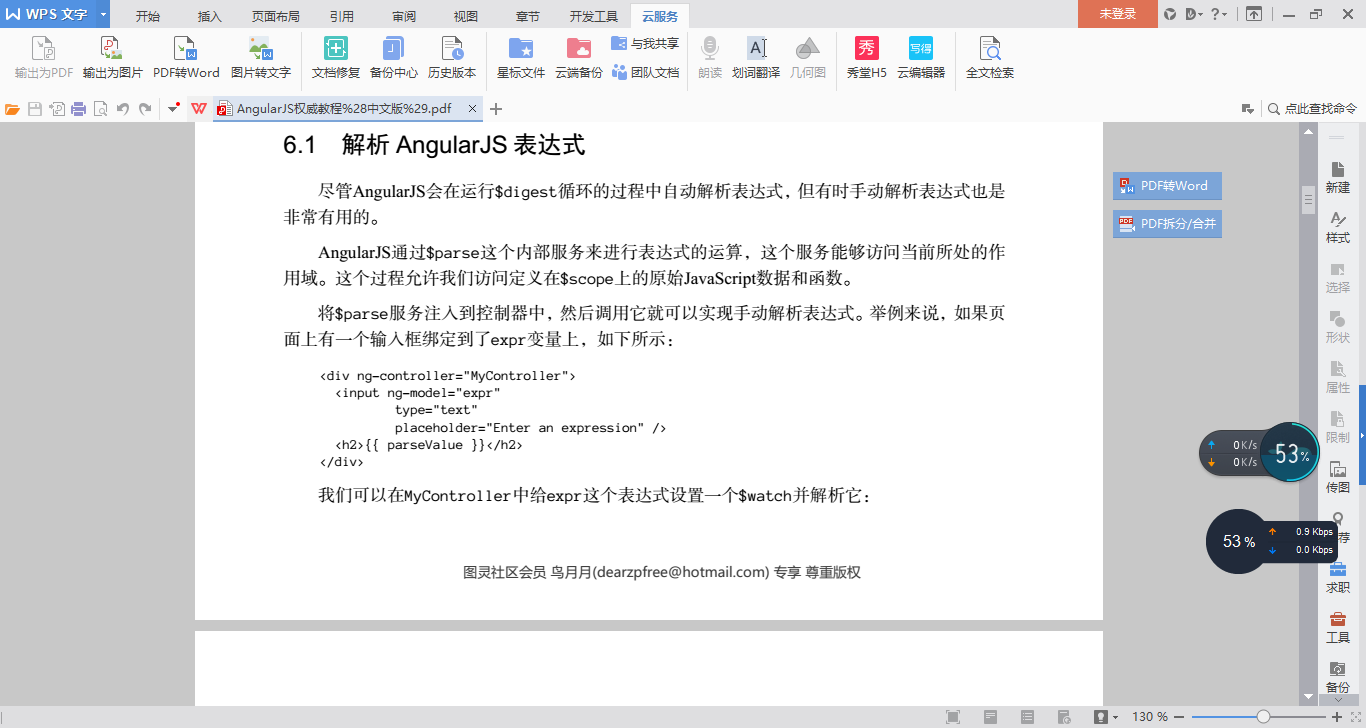 WPS 文字
开始 插入 页面布局 引用 审阅 视图 章节 开发工具 云服务
未登录
输出为PDF 输出为图片 PDF转Word 图片转文字 文档修复 备份中心 历史版本 星标文件 云端备份 与我共享 团队文档 朗读 划词翻译 几何图 秀堂H5 云编辑器 全文检索
秀
写得
AngularJS权威教程%28中文版%29.pdf
点此查找命令
6.1 解析 AngularJS 表达式
尽管AngularJS会在运行$digest循环的过程中自动解析表达式，但有时手动解析表达式也是
非常有用的。
AngularJS通过$parse这个内部服务来进行表达式的运算，这个服务能够访问当前所处的作
用域。这个过程允许我们访问定义在$scope上的原始JavaScript数据和函数。
将$parse服务注入到控制器中，然后调用它就可以实现手动解析表达式。举例来说，如果页
面上有一个输入框绑定到了expr变量上，如下所示：
<div ng-controller="MyController">
  <input ng-model="expr"
          type="text"
          placeholder="Enter an expression" />
  <h2>{{ parseValue }}</h2>
</div>
我们可以在MyController中给expr这个表达式设置一个$watch并解析它：
图灵社区会员 鸟月月(dearzpfree@hotmail.com) 专享 尊重版权
PDF转Word
PDF拆分/合并
新建
样式
选择
形状
属性
限制
传图
荐
求职
工具
备份
0K/s
0K/s
53%
53 %
0.9 Kbps
0.0 Kbps
130 %